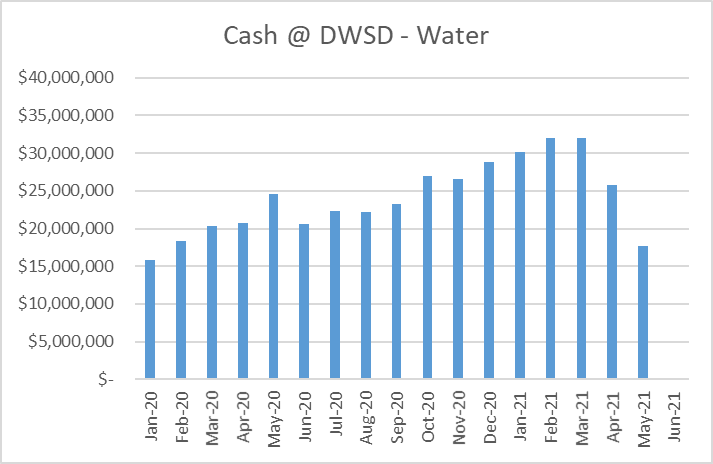 Cash @ DWSD - Water
$40,000,000
$35,000,000
$30,000,000
$25,000,000
$20,000,000
$15,000,000
$10,000,000
$5,000,000
$-
Jan-20
Feb-20
Mar-20
Apr-20
May-20
Jun-20
Jul-20
Aug-20
Sep-20
Oct-20
Nov-20
Dec-20
Jan-21
Feb-21
Mar-21
Apr-21
May-21
Jun-21